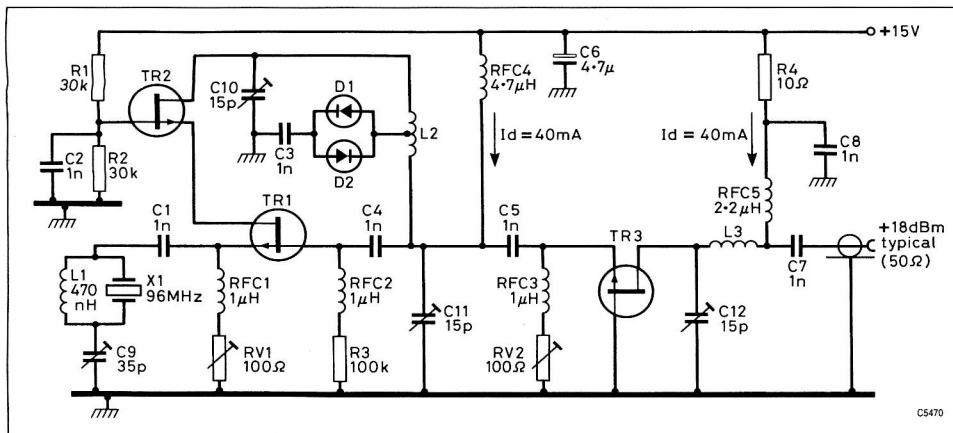 +15V
R1
30k
TR2
C10
15p
D1
C3
1n
D2
L2
RFC4
4·7μH
C6
4·7μ
R4
10Ω
Id = 40mA
Id = 40mA
C8
1n
C2
1n
R2
30k
RFC5
2·2μH
C1
1n
TR1
C4
1n
C5
1n
TR3
L3
C7
1n
+18dBm
typical
(50Ω)
L1
470
nH
X1
96MHz
RFC1
1μH
RFC2
1μH
C11
15p
RFC3
1μH
C12
15p
C9
35p
RV1
100Ω
R3
100k
RV2
100Ω
C5470